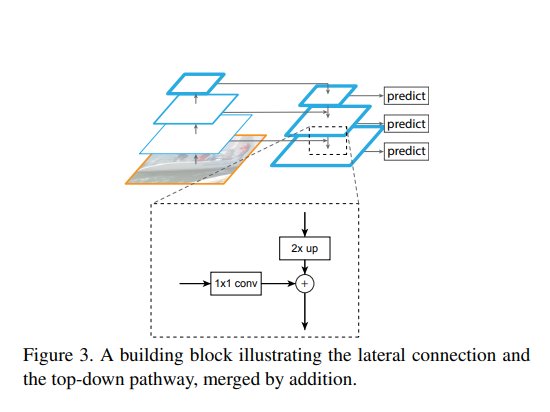 predict
predict
predict
2x up
1x1 conv
+
Figure 3. A building block illustrating the lateral connection and
the top-down pathway, merged by addition.